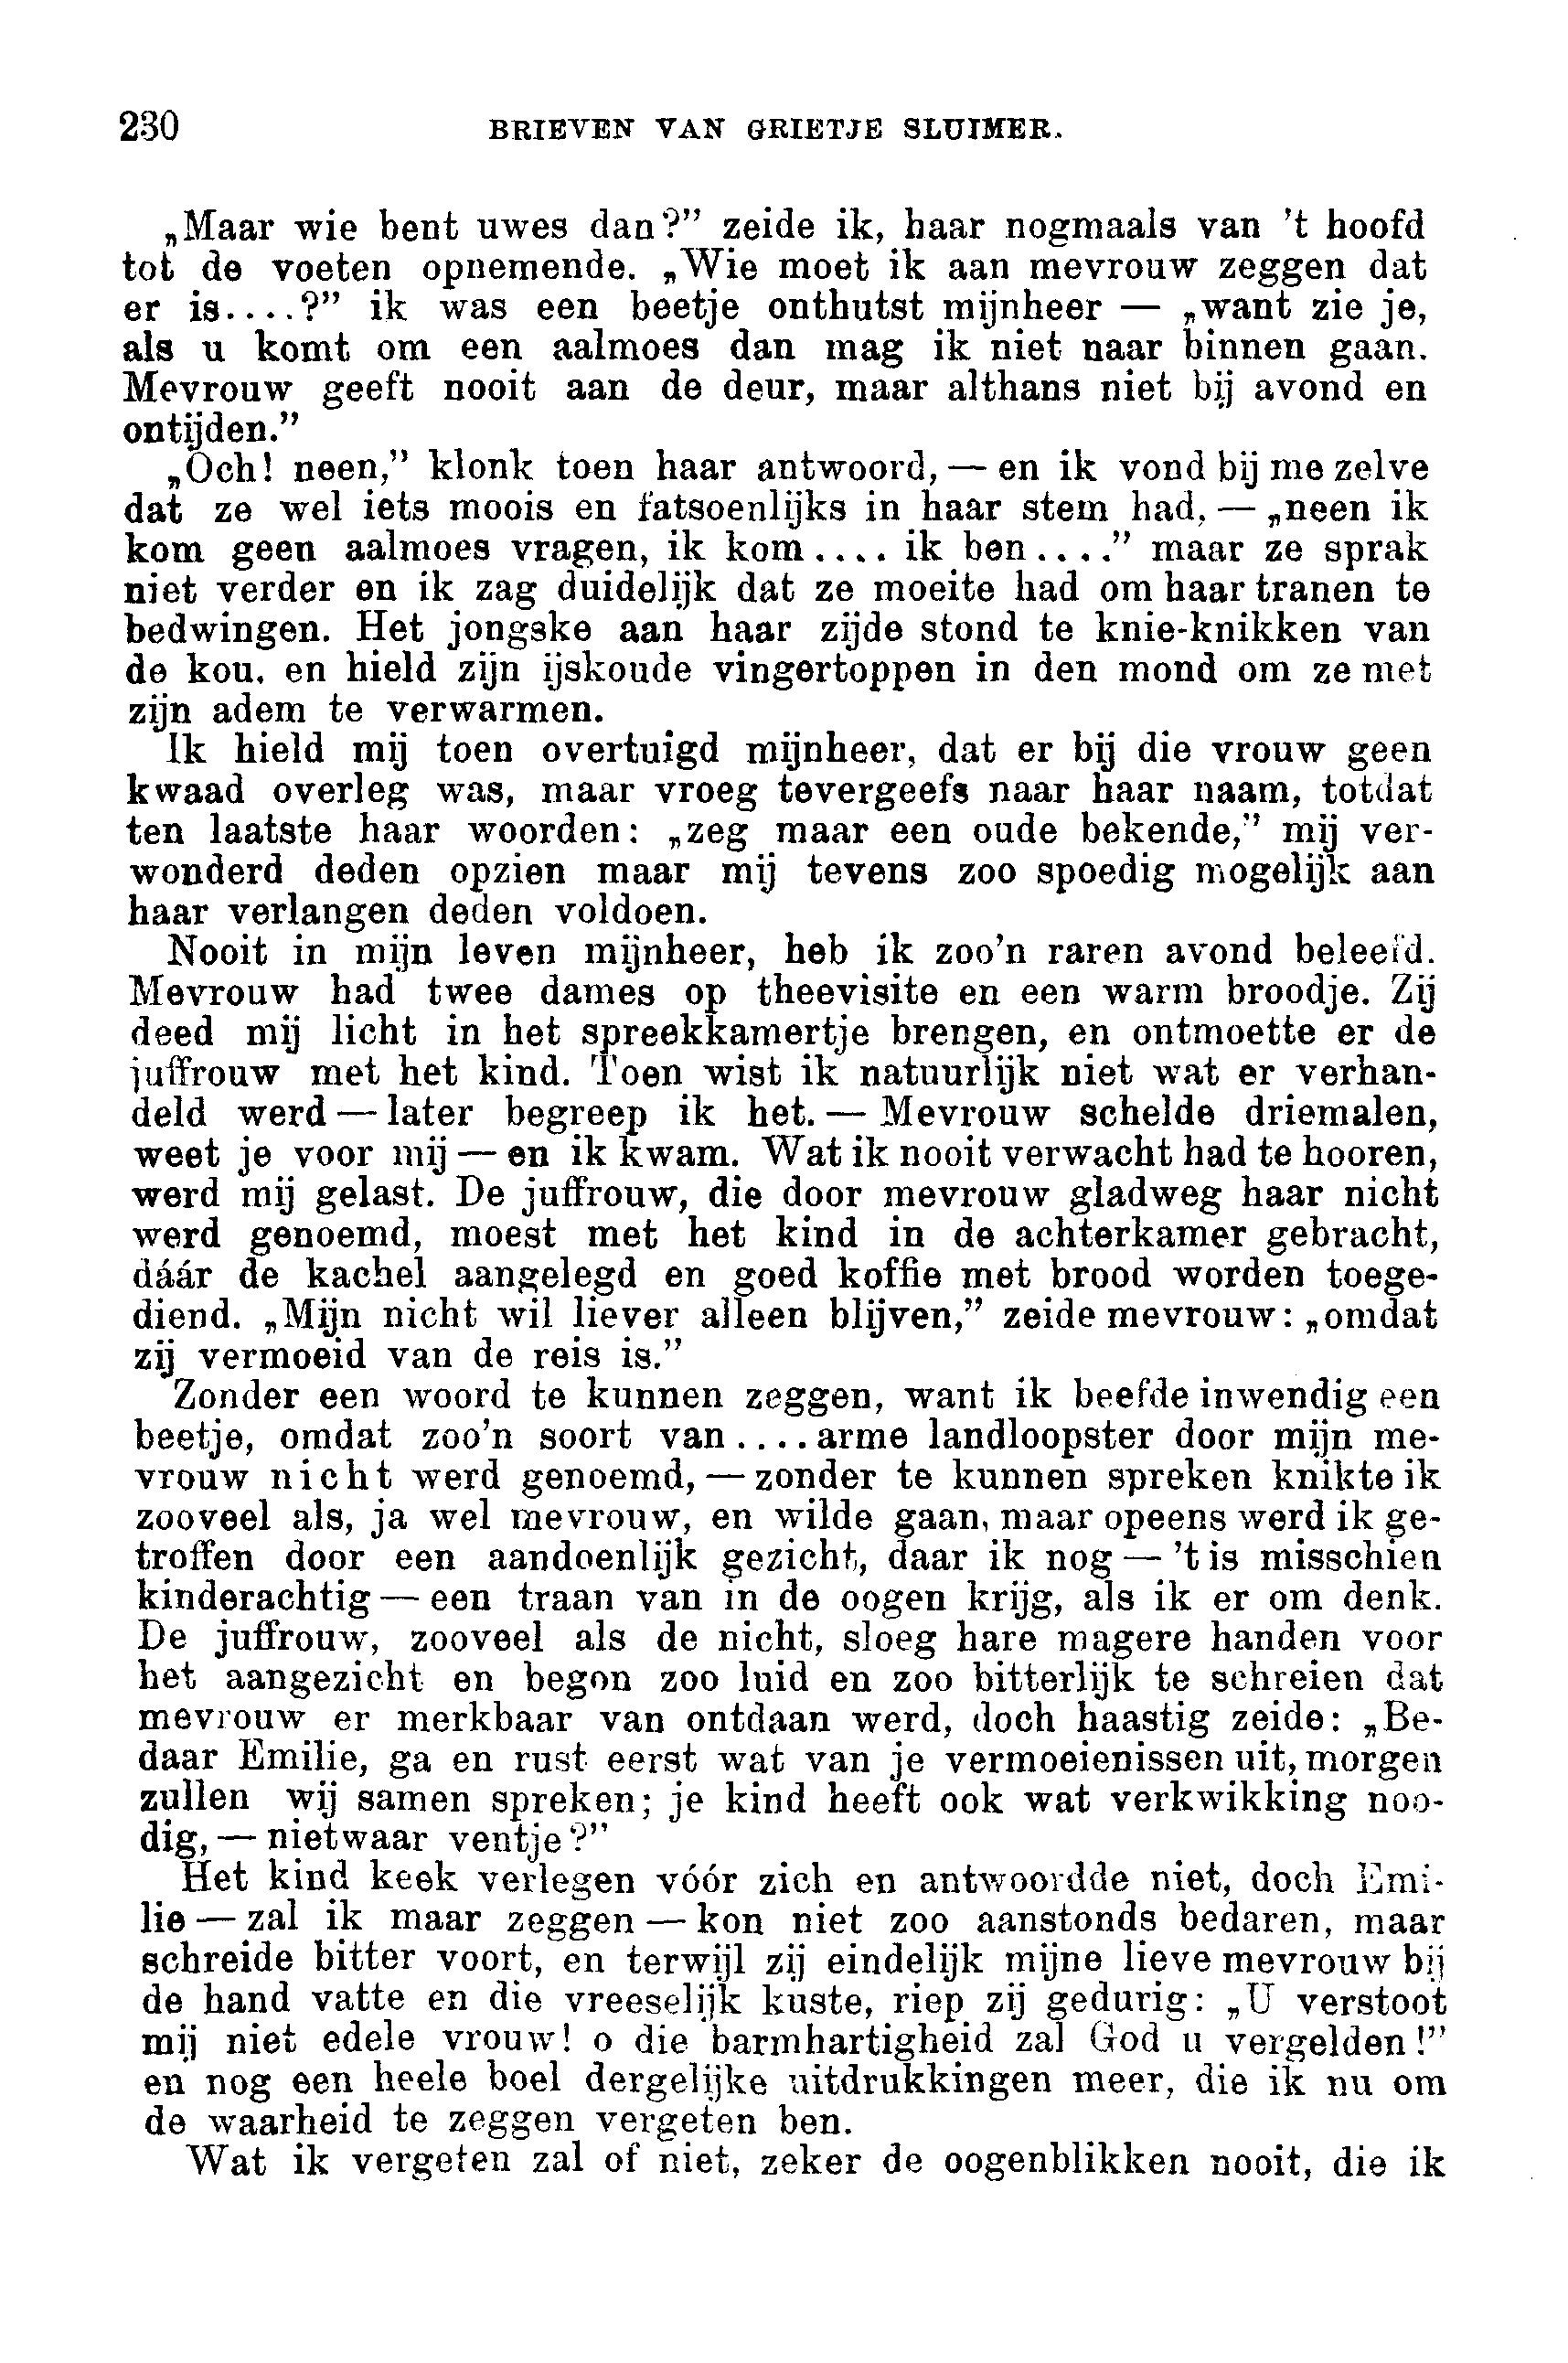 230 BRIEVEN VAN GRIETJE SLUIMER.
„Maar wie bent uwes dan?” zeide ik, haar nogmaals van 't hoofd
tot de voeten opnemende. „Wie moet ik aan mevrouw zeggen dat
er is....?” ik was een beetje onthutst mijnheer — „want zie je,
als u komt om een aalmoes dan mag ik niet naar binnen gaan.
Mevrouw geeft nooit aan de deur, maar althans niet bij avond en
ontijden.”
„Och! neen,” klonk toen haar antwoord, — en ik vond bij me zelve
dat ze wel iets moois en fatsoenlijks in haar stem had, — „neen ik
kom geen aalmoes vragen, ik kom.... ik ben....” maar ze sprak
niet verder en ik zag duidelijk dat ze moeite had om haar tranen te
bedwingen. Het jongske aan haar zijde stond te knie-knikken van
de kou, en hield zijn ijskoude vingertoppen in den mond om ze met
zijn adem te verwarmen.
Ik hield mij toen overtuigd mijnheer, dat er bij die vrouw geen
kwaad overleg was, maar vroeg tevergeefs naar haar naam, totdat
ten laatste haar woorden: „zeg maar een oude bekende,” mij ver-
wonderd deden opzien maar mij tevens zoo spoedig mogelijk aan
haar verlangen deden voldoen.
Nooit in mijn leven mijnheer, heb ik zoo'n raren avond beleefd.
Mevrouw had twee dames op theevisite en een warm broodje. Zij
deed mij licht in het spreekkamertje brengen, en ontmoette er de
juffrouw met het kind. Toen wist ik natuurlijk niet wat er verhan-
deld werd — later begreep ik het. — Mevrouw schelde driemalen,
weet je voor mij — en ik kwam. Wat ik nooit verwacht had te hooren,
werd mij gelast. De juffrouw, die door mevrouw gladweg haar nicht
werd genoemd, moest met het kind in de achterkamer gebracht,
dáár de kachel aangelegd en goed koffie met brood worden toege-
diend. „Mijn nicht wil liever alleen blijven,” zeide mevrouw: „omdat
zij vermoeid van de reis is.”
Zonder een woord te kunnen zeggen, want ik beefde inwendig een
beetje, omdat zoo'n soort van.... arme landloopster door mijn me-
vrouw nicht werd genoemd, — zonder te kunnen spreken knikte ik
zooveel als, ja wel mevrouw, en wilde gaan, maar opeens werd ik ge-
troffen door een aandoenlijk gezicht, daar ik nog — 't is misschien
kinderachtig — een traan van in de oogen krijg, als ik er om denk.
De juffrouw, zooveel als de nicht, sloeg hare magere handen voor
het aangezicht en begon zoo luid en zoo bitterlijk te schreien dat
mevrouw er merkbaar van ontdaan werd, doch haastig zeide: „Be-
daar Emilie, ga en rust eerst wat van je vermoeienissen uit, morgen
zullen wij samen spreken; je kind heeft ook wat verkwikking noo-
dig, — nietwaar ventje?”
Het kind keek verlegen vóór zich en antwoordde niet, doch Emi-
lie — zal ik maar zeggen — kon niet zoo aanstonds bedaren, maar
schreide bitter voort, en terwijl zij eindelijk mijne lieve mevrouw bij
de hand vatte en die vreeselijk kuste, riep zij gedurig: „U verstoot
mij niet edele vrouw! o die barmhartigheid zal God u vergelden!”
en nog een heele boel dergelijke uitdrukkingen meer, die ik nu om
de waarheid te zeggen vergeten ben.
Wat ik vergeten zal of niet, zeker de oogenblikken nooit, die ik